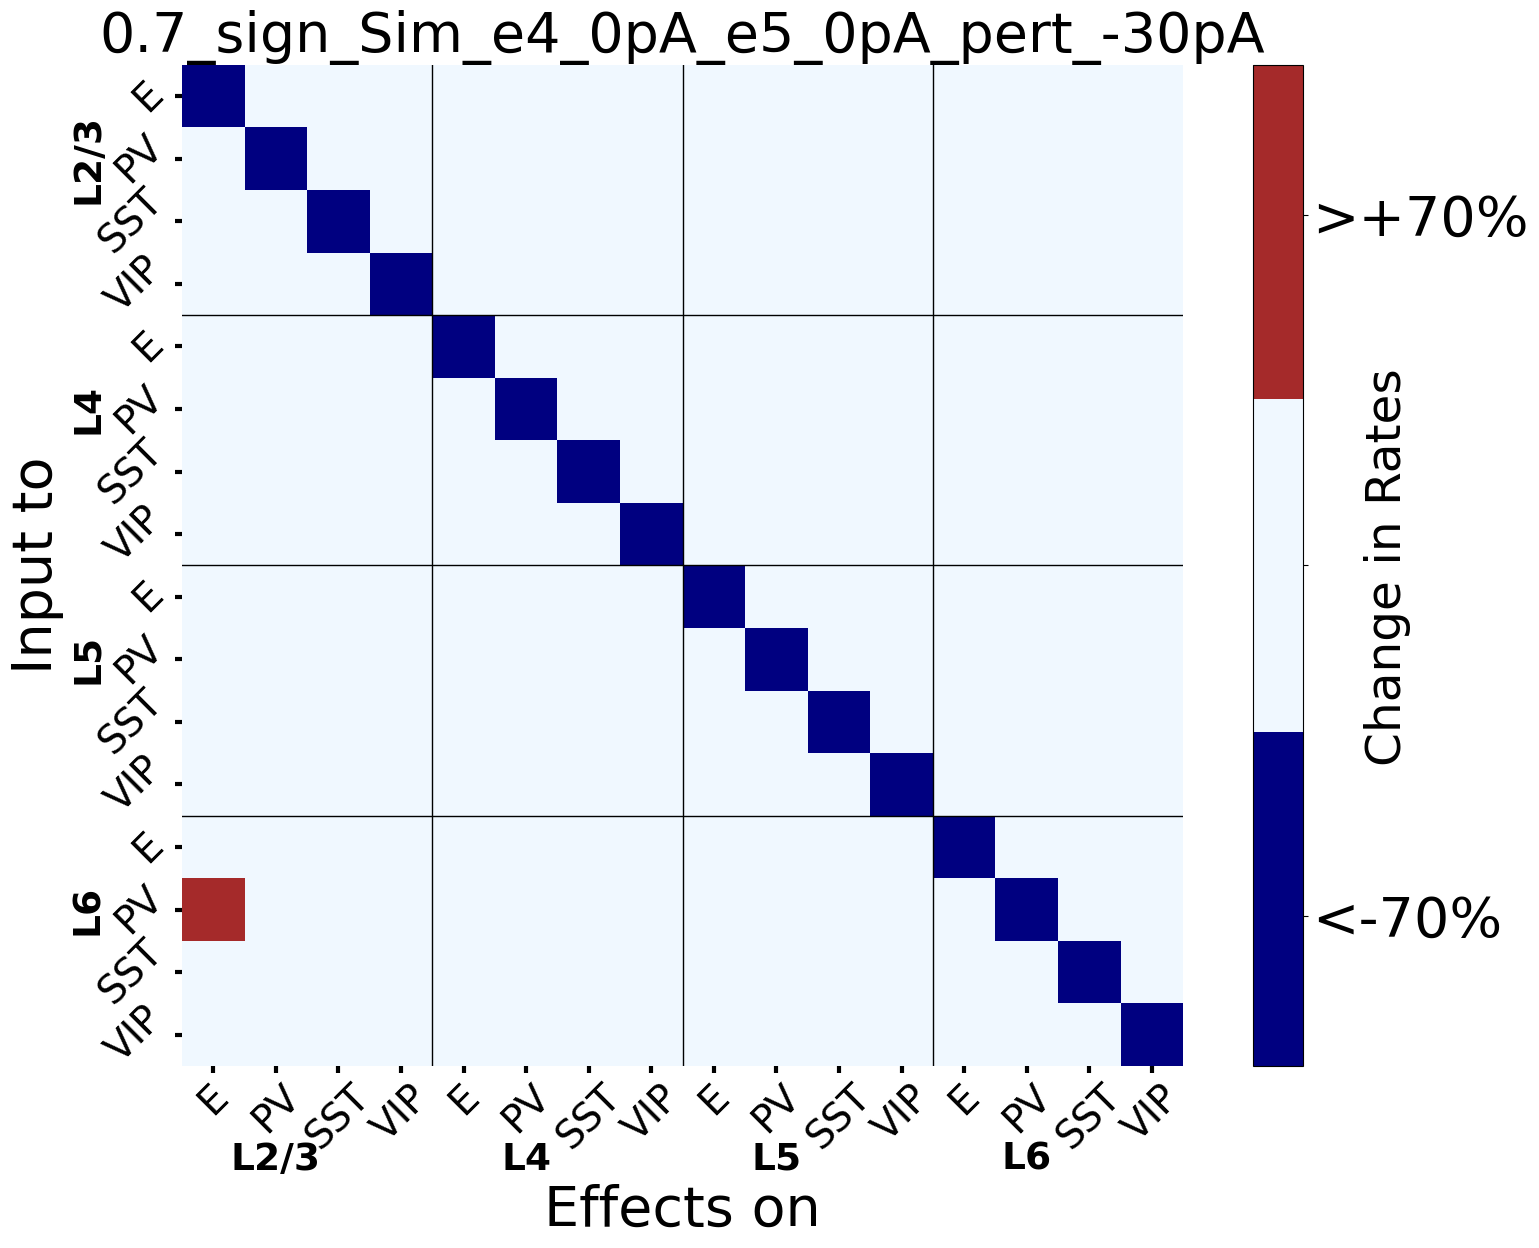 0.7_sign_Sim_e4_0pA_e5_0pA_pert_-30pA
Input to
L2/3
E
PV
SST
VIP
L4
E
PV
SST
VIP
L5
E
PV
SST
VIP
L6
E
PV
SST
VIP
E PV SST VIP E PV SST VIP E PV SST VIP E PV SST VIP
L2/3 L4 L5 L6
Effects on
>+70%
<-70%
Change in Rates